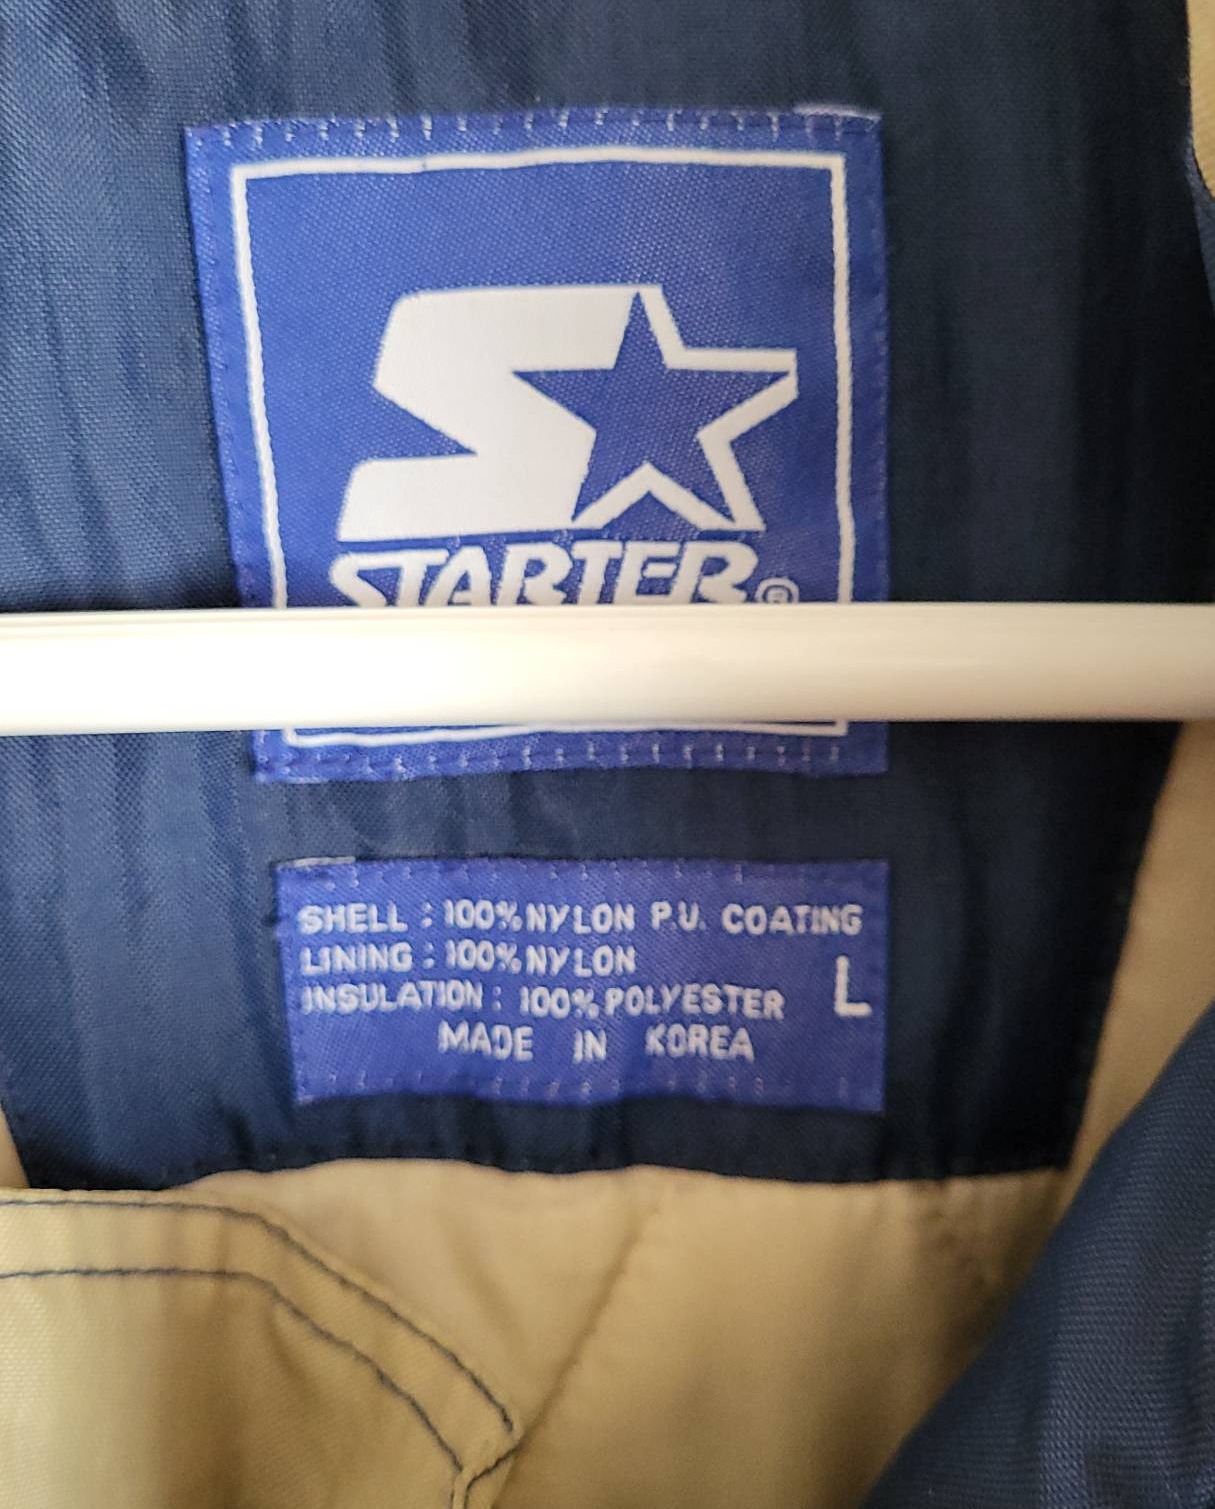 STARTER®
SHELL : 100% NYLON P.U. COATING
LINING : 100% NYLON
INSULATION : 100% POLYESTER
L
MADE IN KOREA